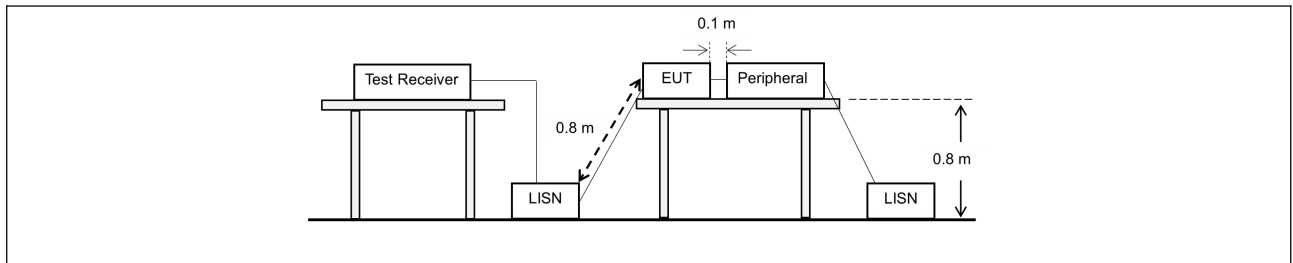 0.1 m
Test Receiver
EUT
Peripheral
0.8 m
0.8 m
LISN
LISN